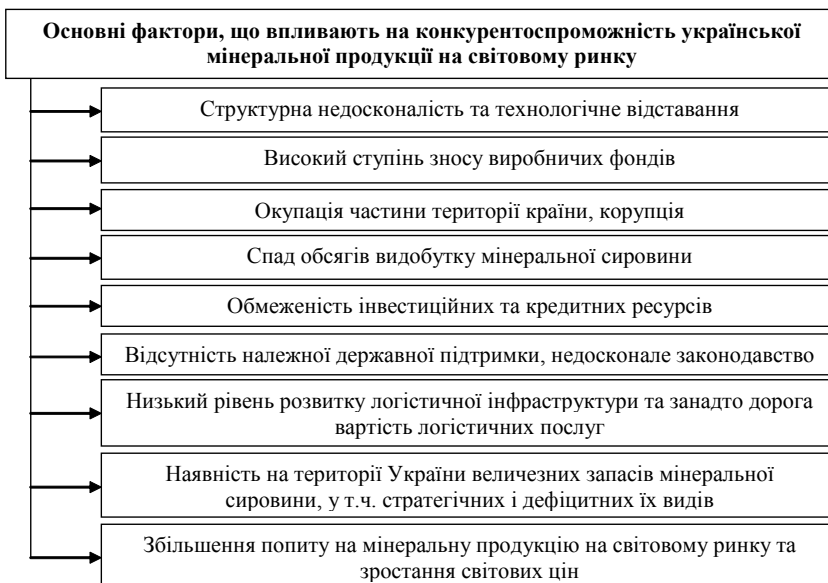 Основні фактори, що впливають на конкурентоспроможність української
мінеральної продукції на світовому ринку
Структурна недосконалість та технологічне відставання
Високий ступінь зносу виробничих фондів
Окупація частини території країни, корупція
Спад обсягів видобутку мінеральної сировини
Обмеженість інвестиційних та кредитних ресурсів
Відсутність належної державної підтримки, недосконале законодавство
Низький рівень розвитку логістичної інфраструктури та занадто дорога
вартість логістичних послуг
Наявність на території України величезних запасів мінеральної
сировини, у т.ч. стратегічних і дефіцитних їх видів
Збільшення попиту на мінеральну продукцію на світовому ринку та
зростання світових цін